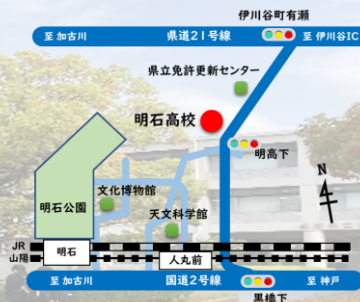 伊川谷町有瀬
至 加古川
県道21号線
至 伊川谷IC
県立免許更新センター
明石高校
明高下
N
文化博物館
明石公園
天文科学館
JR
山陽
明石
人丸前
至 加古川
国道2号線
至 神戸
黒橋下